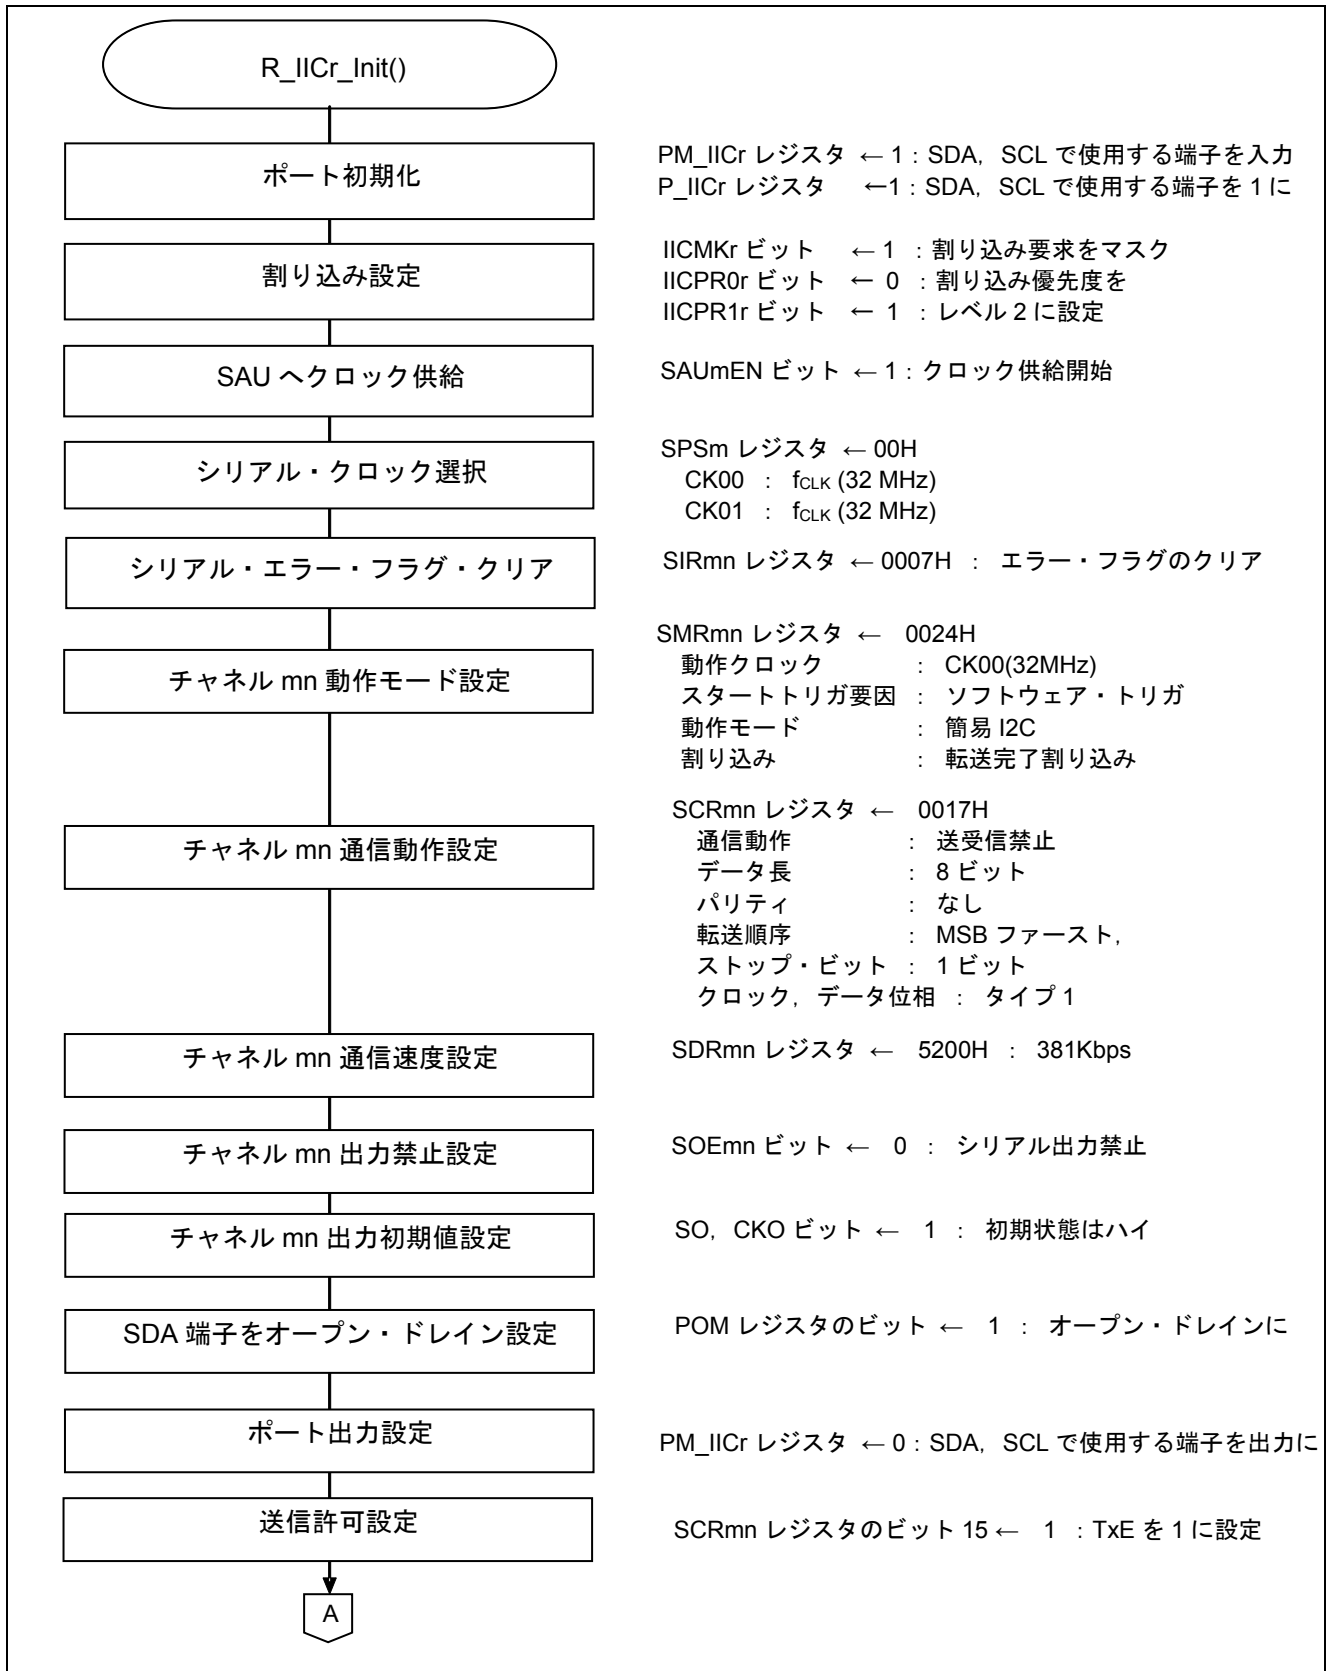 R_IICr_Init()
ポート初期化
PM_IICr レジスタ ← 1：SDA，SCL で使用する端子を入力
P_IICr レジスタ ←1：SDA，SCL で使用する端子を 1 に
割り込み設定
IICMKr ビット ← 1 ：割り込み要求をマスク
IICPR0r ビット ← 0 ：割り込み優先度を
IICPR1r ビット ← 1 ：レベル 2 に設定
SAU へクロック供給
SAUmEN ビット ← 1：クロック供給開始
シリアル・クロック選択
SPSm レジスタ ← 00H
CK00 ： fCLK (32 MHz)
CK01 ： fCLK (32 MHz)
シリアル・エラー・フラグ・クリア
SIRmn レジスタ ← 0007H ： エラー・フラグのクリア
チャネル mn 動作モード設定
SMRmn レジスタ ← 0024H
動作クロック ： CK00(32MHz)
スタートトリガ要因 ： ソフトウェア・トリガ
動作モード ： 簡易 I2C
割り込み ： 転送完了割り込み
チャネル mn 通信動作設定
SCRmn レジスタ ← 0017H
通信動作 ： 送受信禁止
データ長 ： 8 ビット
パリティ ： なし
転送順序 ： MSB ファースト，
ストップ・ビット ： 1 ビット
クロック，データ位相 ： タイプ 1
チャネル mn 通信速度設定
SDRmn レジスタ ← 5200H ： 381Kbps
チャネル mn 出力禁止設定
SOEmn ビット ← 0 ： シリアル出力禁止
チャネル mn 出力初期値設定
SO，CKO ビット ← 1 ： 初期状態はハイ
SDA 端子をオープン・ドレイン設定
POM レジスタのビット ← 1 ： オープン・ドレインに
ポート出力設定
PM_IICr レジスタ ← 0：SDA，SCL で使用する端子を出力に
送信許可設定
SCRmn レジスタのビット 15 ← 1 ：TxE を 1 に設定
A